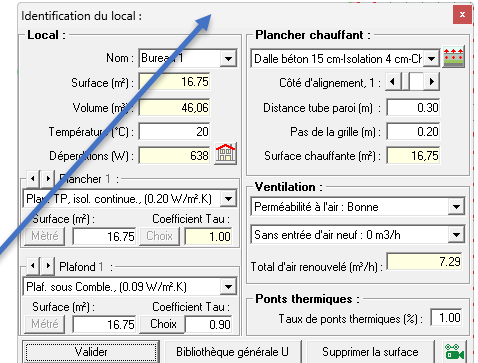 Identification du local :
Local :
Nom : Bureau 1
Surface (m²) : 16.75
Volume (m³) : 46,06
Température (°C) : 20
Déperditions (W) : 638
Plancher 1 :
Plan. TP, isol. continue., (0.20 W/m².K)
Surface (m²) : Coefficient Tau :
Métré 16.75 Choix 1.00
Plafond 1 :
Plaf. sous Comble., (0.09 W/m².K)
Surface (m²) : Coefficient Tau :
Métré 16.75 Choix 0.90
Valider
Plancher chauffant :
Dalle béton 15 cm-Isolation 4 cm-Ch
Côté d'alignement, 1 :
Distance tube paroi (m) : 0.30
Pas de la grille (m) : 0.20
Surface chauffante (m²) : 16,75
Ventilation :
Perméabilité à l'air : Bonne
Sans entrée d'air neuf : 0 m3/h
Total d'air renouvelé (m³/h) : 7.29
Ponts thermiques :
Taux de ponts thermiques (%) : 1.00
Bibliothèque générale U
Supprimer la surface